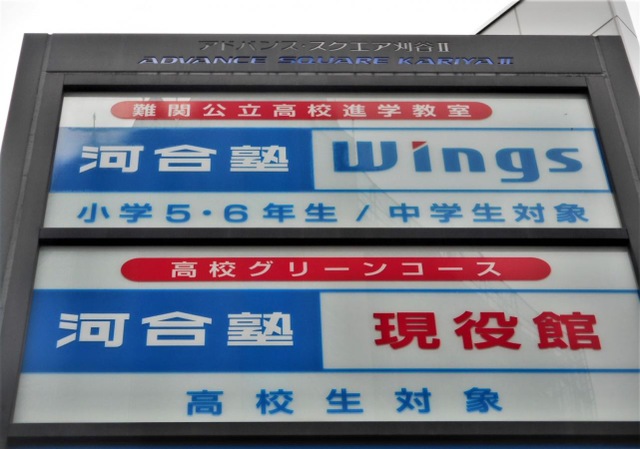 アドバンス・スクエア刈谷Ⅱ
ADVANCE SQUARE KARIYA Ⅱ
難関公立高校進学教室
河合塾 Wings
小学5・6年生/中学生対象
高校グリーンコース
河合塾 現役館
高校生対象